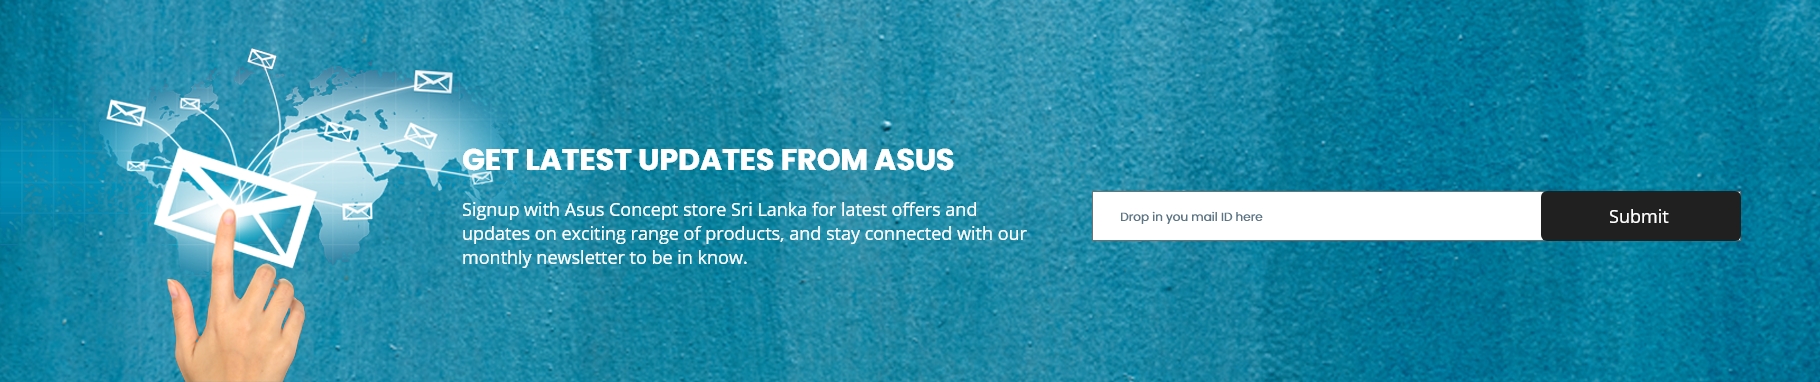 GET LATEST UPDATES FROM ASUS
Signup with Asus Concept store Sri Lanka for latest offers and
updates on exciting range of products, and stay connected with our
monthly newsletter to be in know.
Drop in you mail ID here
Submit